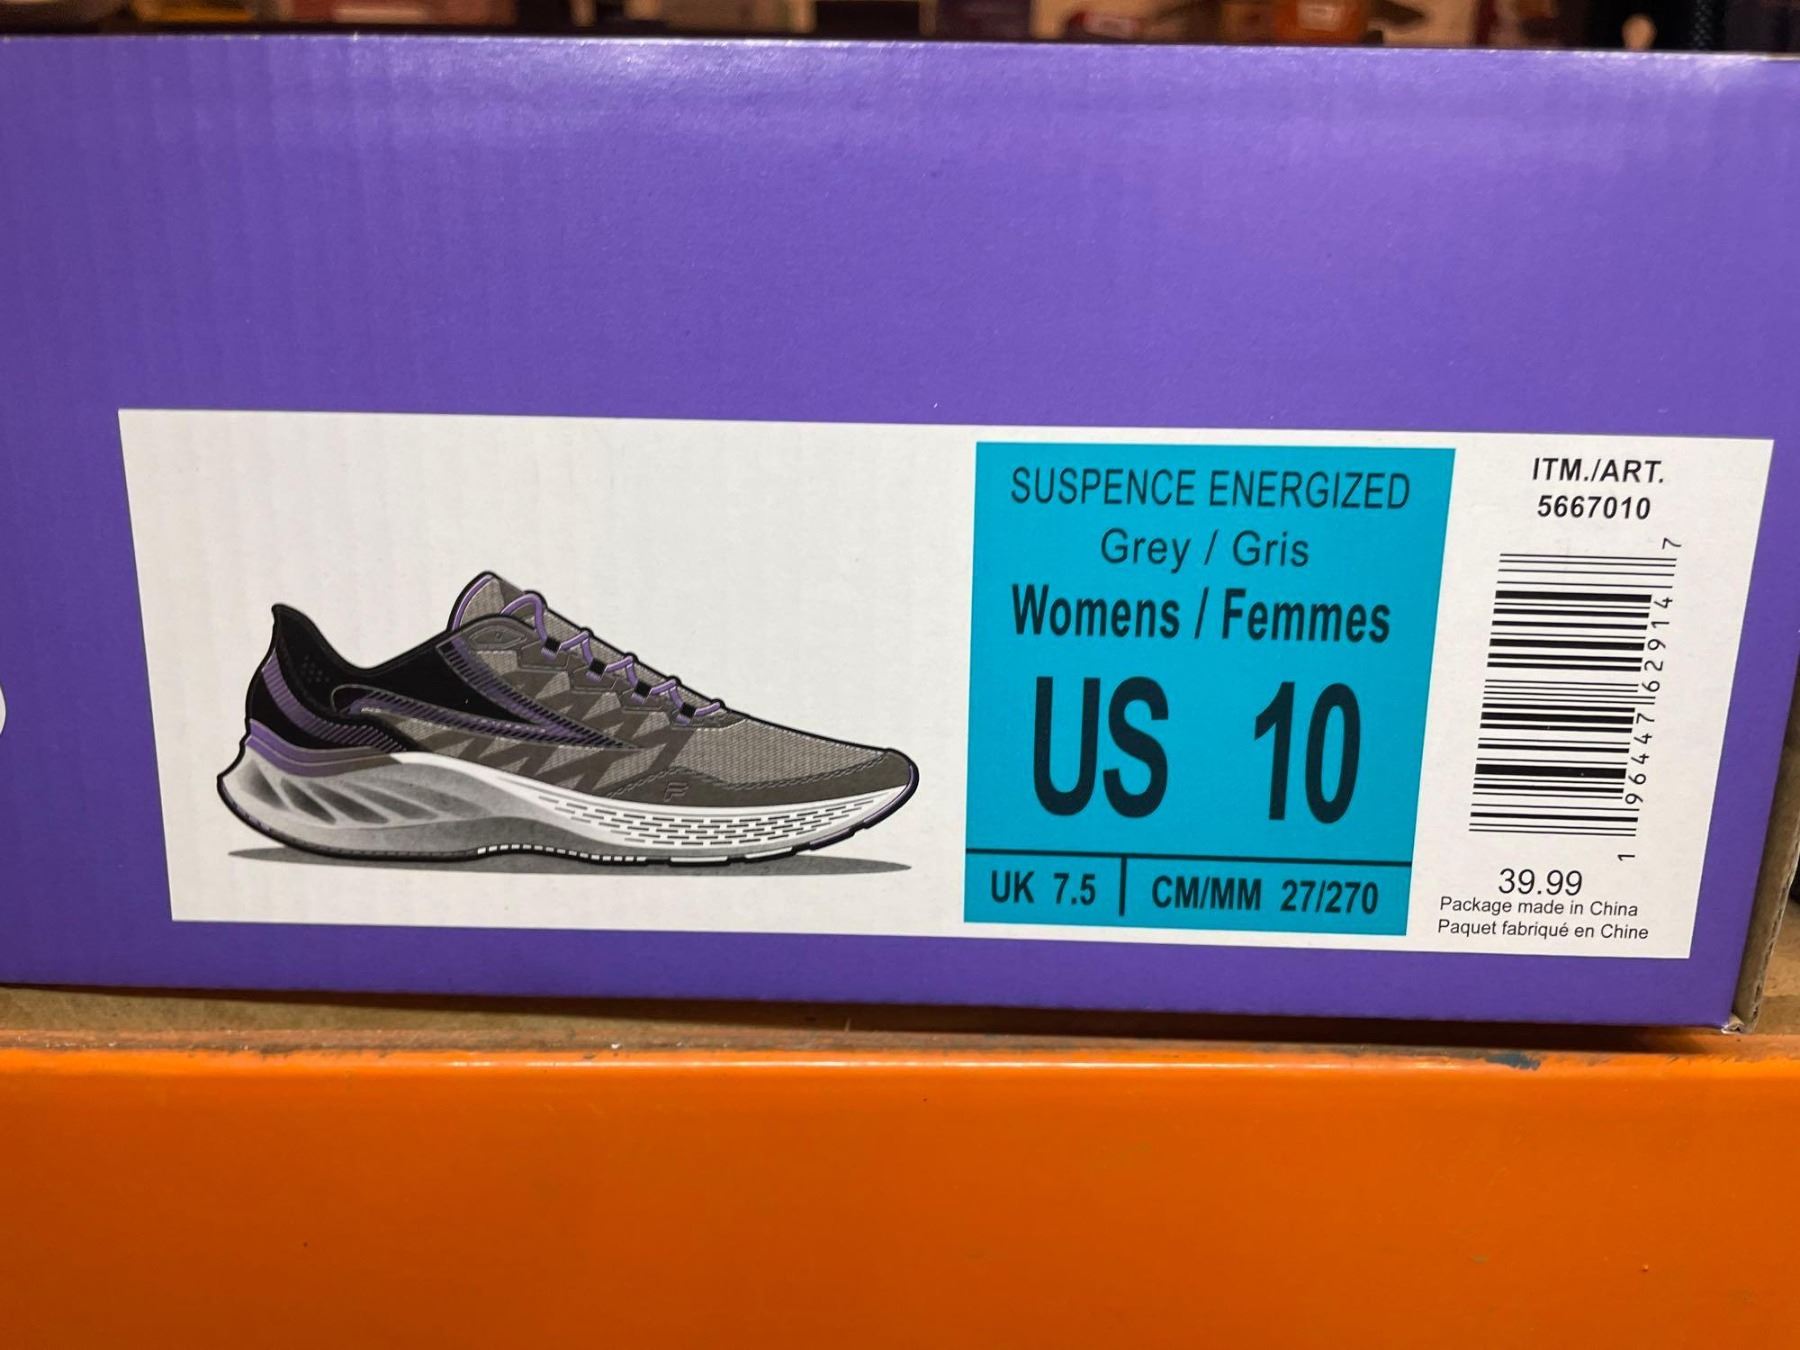 SUSPENCE ENERGIZED
Grey / Gris
Womens / Femmes
US 10
UK 7.5 CM/MM 27/270
ITM./ART.
5667010
1 96447 62914 7
39.99
Package made in China
Paquet fabriqué en Chine
F